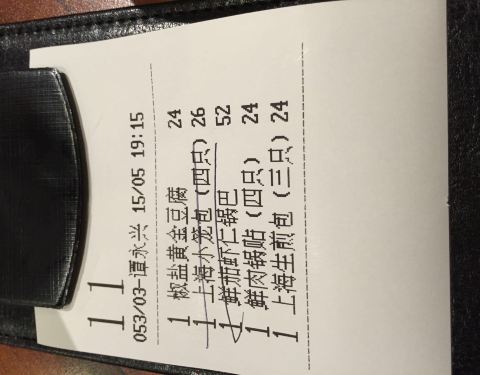 1 1
053/03-谭永兴 15/05 19:15
1 椒盐黄金豆腐 24
1 上海小笼包 (四只) 26
1 鲜茄虾仁锅巴 52
1 鲜肉锅贴 (四只) 24
1 上海生煎包 (三只) 24